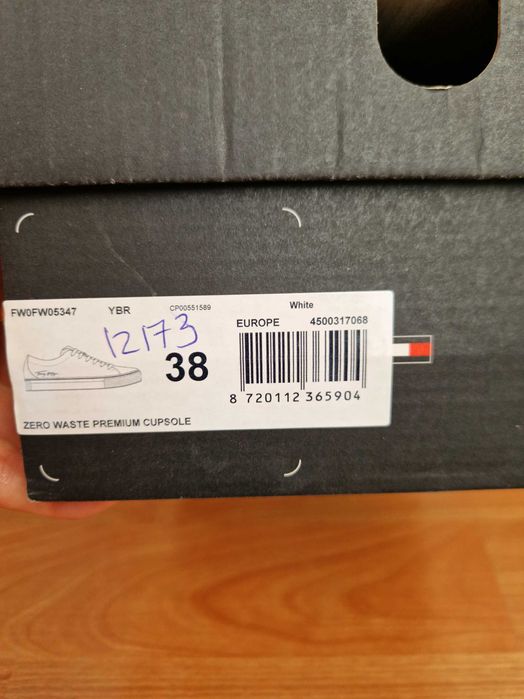 FW0FW05347 YBR CP00551589 White
12173
EUROPE 4500317068
38
8 720112 365904
ZERO WASTE PREMIUM CUPSOLE